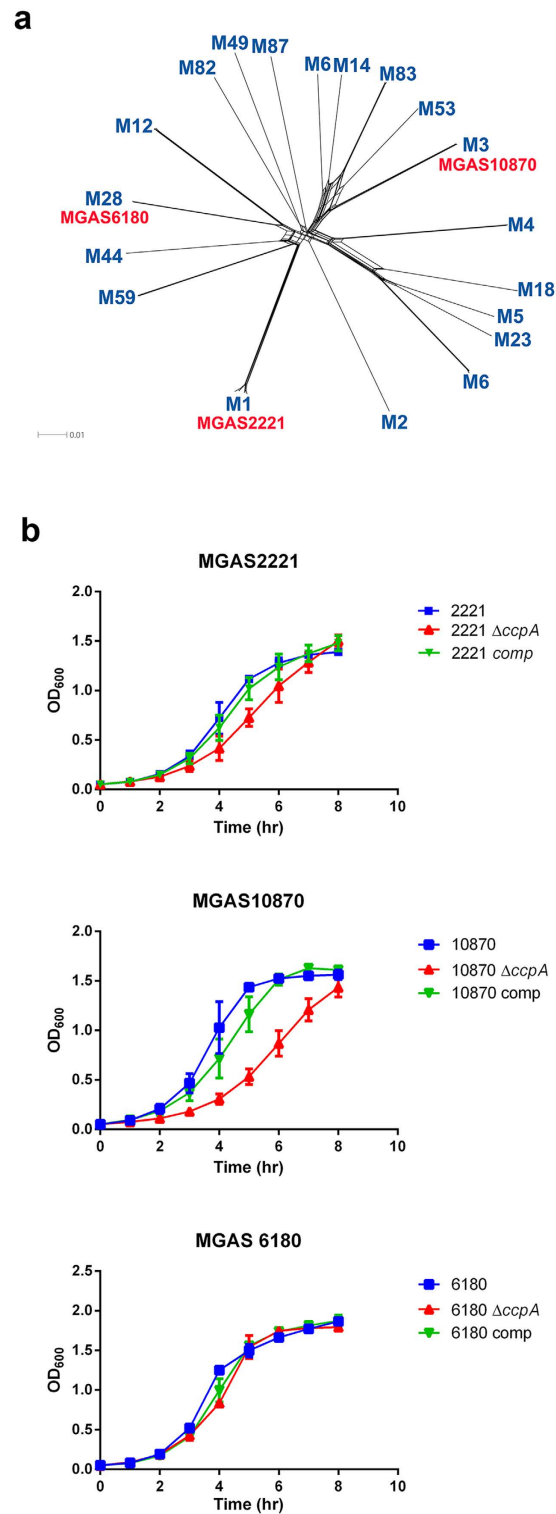 a
M49
M87
M82
M6
M14
M83
M53
M12
M3
MGAS10870
M28
MGAS6180
M4
M44
M18
M59
M5
M23
M6
M1
MGAS2221
M2
0.01
b
MGAS2221
2.0
1.5
1.0
0.5
0.0
OD600
0 2 4 6 8 10
Time (hr)
2221
2221 ΔccpA
2221 comp
MGAS10870
2.0
1.5
1.0
0.5
0.0
OD600
0 2 4 6 8 10
Time (hr)
10870
10870 ΔccpA
10870 comp
MGAS 6180
2.5
2.0
1.5
1.0
0.5
0.0
OD600
0 2 4 6 8 10
Time (hr)
6180
6180 ΔccpA
6180 comp